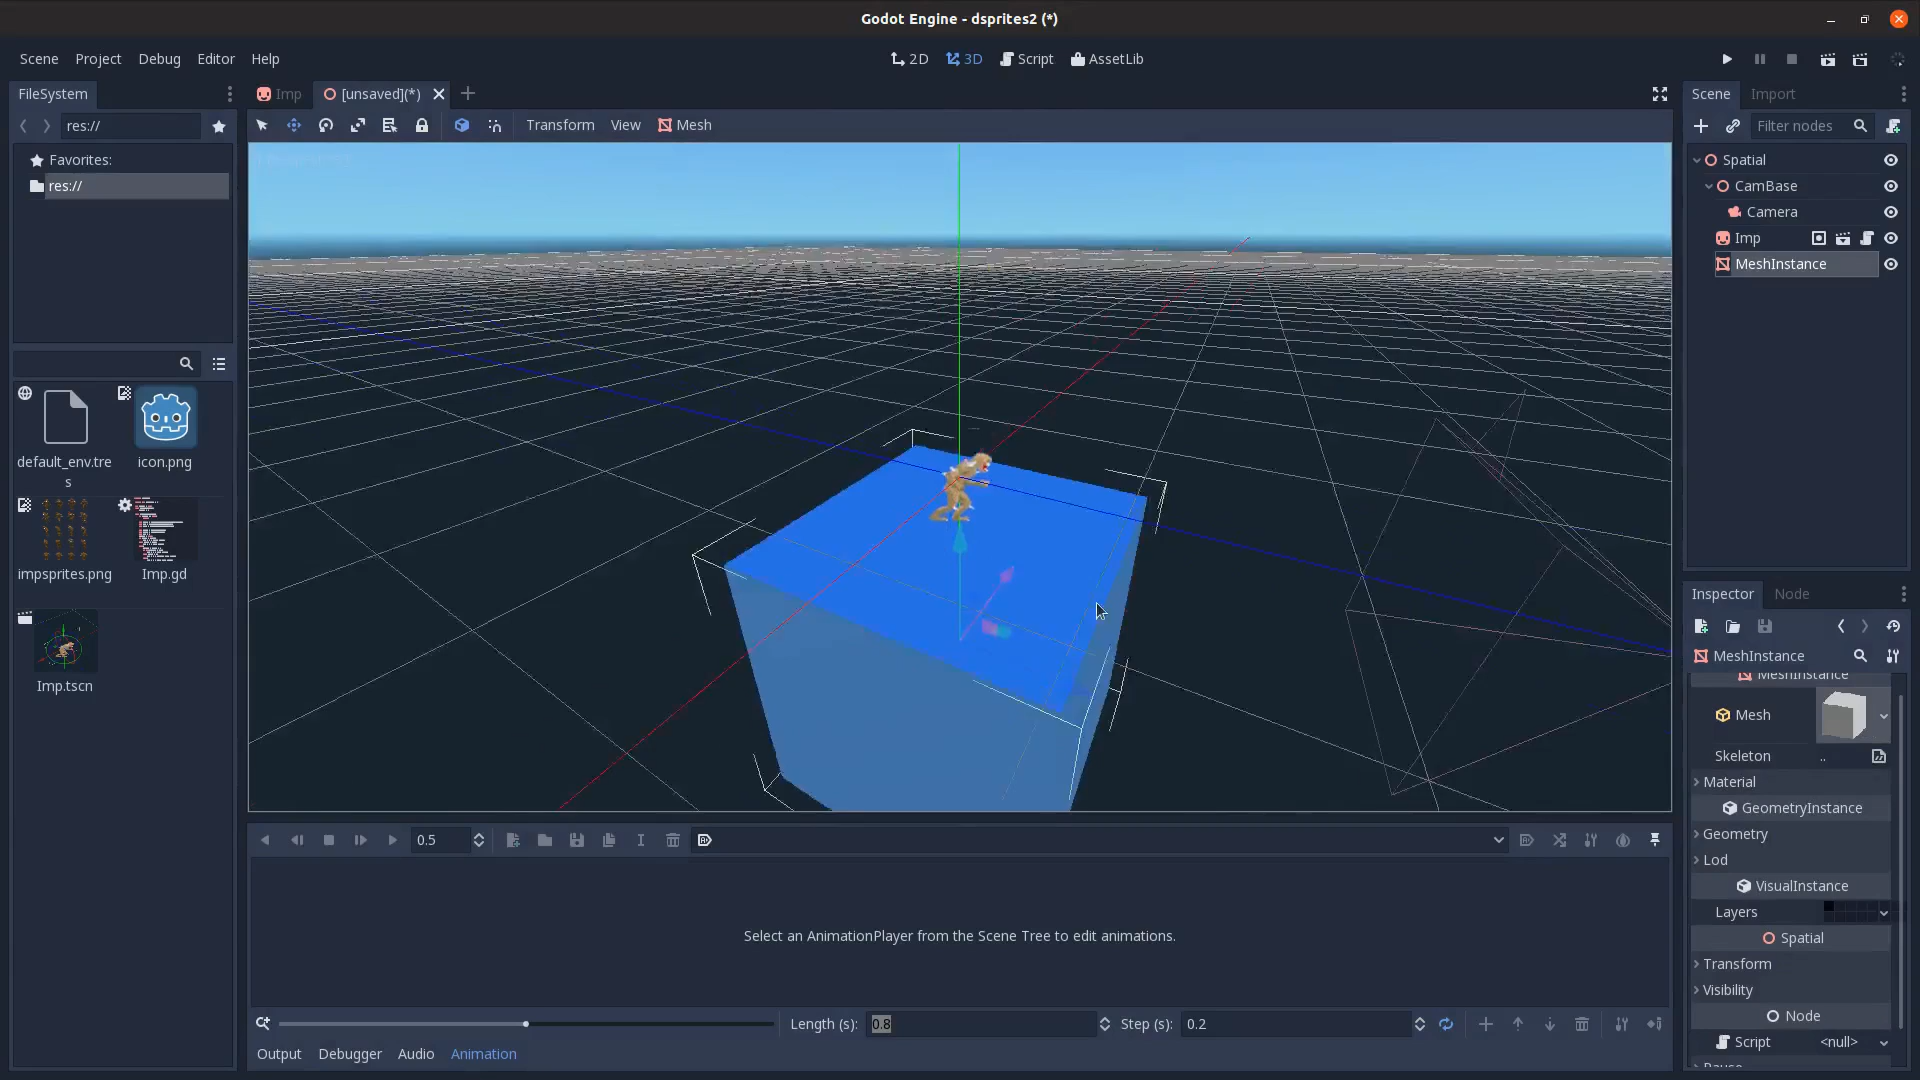 Godot Engine - dsprites2 (*)
Scene Project Debug Editor Help
2D 3D Script AssetLib
FileSystem
res://
Favorites:
res://
default_env.tre
s
icon.png
impsprites.png
Imp.gd
Imp.tscn
Imp [unsaved](*)
Transform View Mesh
0.5
Select an AnimationPlayer from the Scene Tree to edit animations.
Length (s): 0.8 Step (s): 0.2
Output Debugger Audio Animation
Scene Import
Filter nodes
Spatial
CamBase
Camera
Imp
MeshInstance
Inspector Node
MeshInstance
MeshInstance
Mesh
Skeleton ..
Material
GeometryInstance
Geometry
Lod
VisualInstance
Layers
Spatial
Transform
Visibility
Node
Script <null>